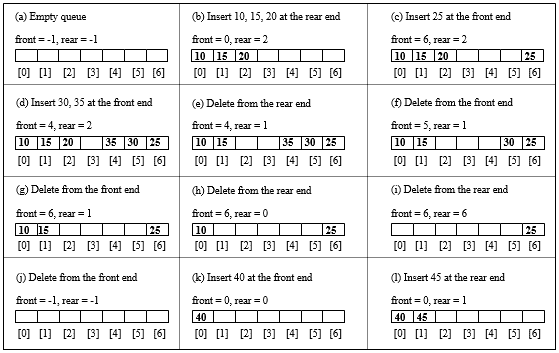 (a) Empty queue
front = -1, rear = -1
[0] [1] [2] [3] [4] [5] [6]
(b) Insert 10, 15, 20 at the rear end
front = 0, rear = 2
10 15 20
[0] [1] [2] [3] [4] [5] [6]
(c) Insert 25 at the front end
front = 6, rear = 2
10 15 20 25
[0] [1] [2] [3] [4] [5] [6]
(d) Insert 30, 35 at the front end
front = 4, rear = 2
10 15 20 35 30 25
[0] [1] [2] [3] [4] [5] [6]
(e) Delete from the rear end
front = 4, rear = 1
10 15 35 30 25
[0] [1] [2] [3] [4] [5] [6]
(f) Delete from the front end
front = 5, rear = 1
10 15 30 25
[0] [1] [2] [3] [4] [5] [6]
(g) Delete from the front end
front = 6, rear = 1
10 15 25
[0] [1] [2] [3] [4] [5] [6]
(h) Delete from the rear end
front = 6, rear = 0
10 25
[0] [1] [2] [3] [4] [5] [6]
(i) Delete from the rear end
front = 6, rear = 6
25
[0] [1] [2] [3] [4] [5] [6]
(j) Delete from the front end
front = -1, rear = -1
[0] [1] [2] [3] [4] [5] [6]
(k) Insert 40 at the front end
front = 0, rear = 0
40
[0] [1] [2] [3] [4] [5] [6]
(l) Insert 45 at the rear end
front = 0, rear = 1
40 45
[0] [1] [2] [3] [4] [5] [6]